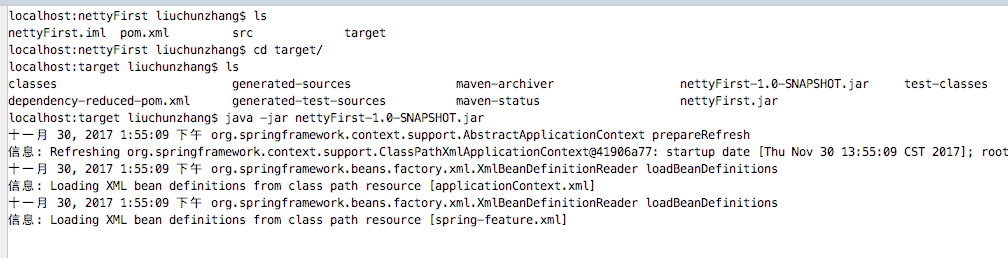 localhost:nettyFirst liuchunzhang$ ls
nettyFirst.iml pom.xml src target
localhost:nettyFirst liuchunzhang$ cd target/
localhost:target liuchunzhang$ ls
classes generated-sources maven-archiver nettyFirst-1.0-SNAPSHOT.jar test-classes
dependency-reduced-pom.xml generated-test-sources maven-status nettyFirst.jar
localhost:target liuchunzhang$ java -jar nettyFirst-1.0-SNAPSHOT.jar
十一月 30, 2017 1:55:09 下午 org.springframework.context.support.AbstractApplicationContext prepareRefresh
信息: Refreshing org.springframework.context.support.ClassPathXmlApplicationContext@41906a77: startup date [Thu Nov 30 13:55:09 CST 2017]; root
十一月 30, 2017 1:55:09 下午 org.springframework.beans.factory.xml.XmlBeanDefinitionReader loadBeanDefinitions
信息: Loading XML bean definitions from class path resource [applicationContext.xml]
十一月 30, 2017 1:55:09 下午 org.springframework.beans.factory.xml.XmlBeanDefinitionReader loadBeanDefinitions
信息: Loading XML bean definitions from class path resource [spring-feature.xml]